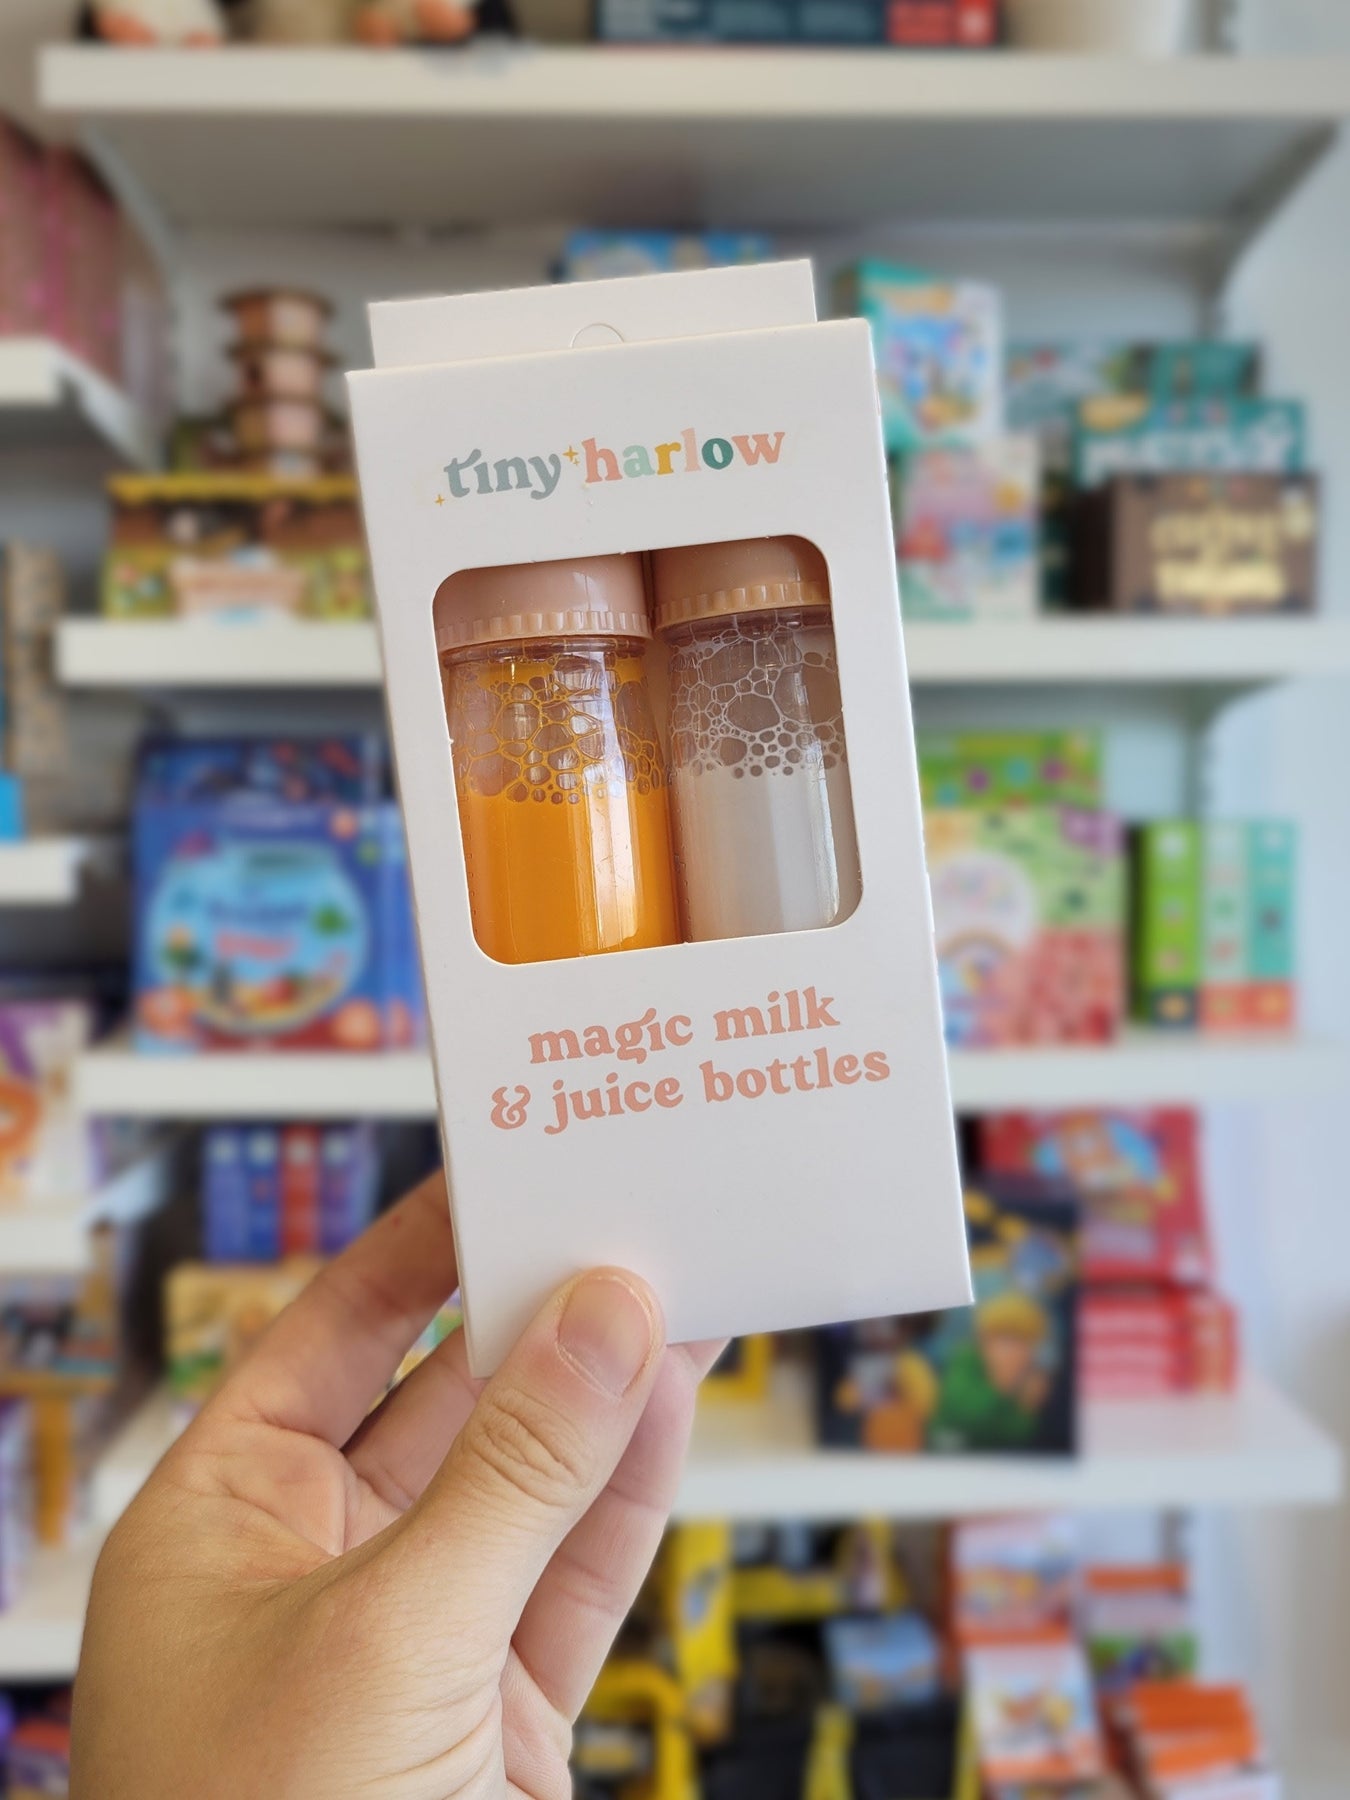 tiny harlow
magic milk
& juice bottles